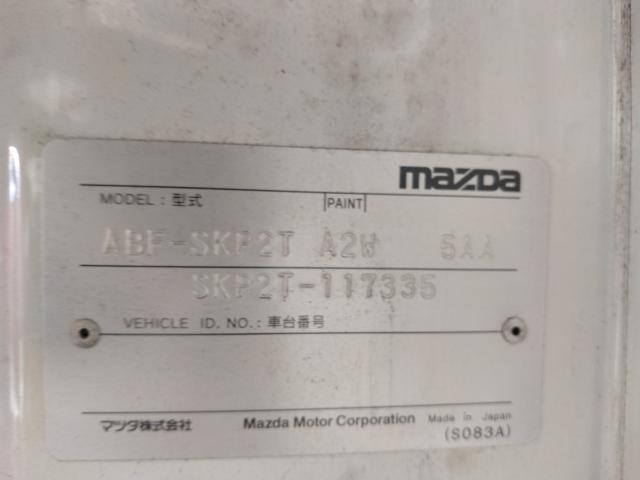 mazda
MODEL : 型式 PAINT
ABF-SKP2T A2W 5AA
SKP2T-117335
VEHICLE ID. NO. : 車台番号
マツダ株式会社 Mazda Motor Corporation Made in Japan
(S083A)